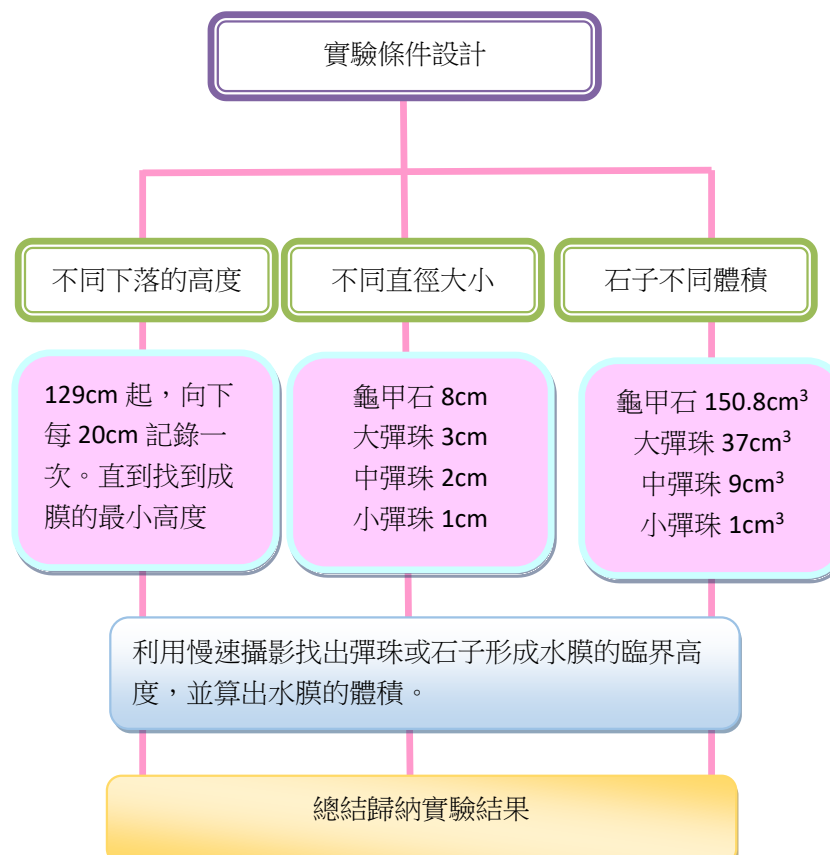 實驗條件設計
不同下落的高度
不同直徑大小
石子不同體積
129cm 起，向下
每 20cm 記錄一
次。直到找到成
膜的最小高度
龜甲石 8cm
大彈珠 3cm
中彈珠 2cm
小彈珠 1cm
龜甲石 150.8cm³
大彈珠 37cm³
中彈珠 9cm³
小彈珠 1cm³
利用慢速攝影找出彈珠或石子形成水膜的臨界高
度，並算出水膜的體積。
總結歸納實驗結果